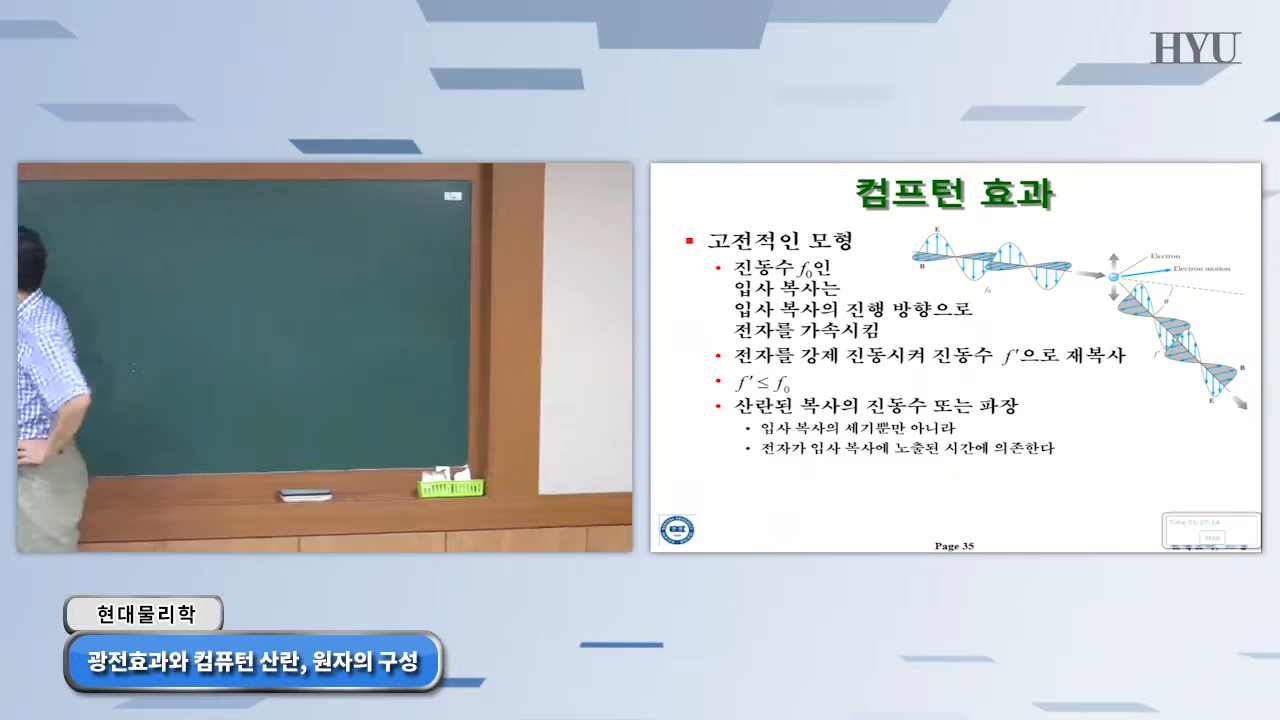 HYU
컴프턴 효과
고전적인 모형
진동수 f₀인
입사 복사는
입사 복사의 진행 방향으로
전자를 가속시킴
전자를 강제 진동시켜 진동수 f′으로 재복사
f′ ≤ f₀
산란된 복사의 진동수 또는 파장
입사 복사의 세기뿐만 아니라
전자가 입사 복사에 노출된 시간에 의존한다
E
B
f₀
Electron
Electron motion
θ
f′
B
E
Page 35
Time 01:07:14
stop
현대물리학
광전효과와 컴퓨턴 산란, 원자의 구성